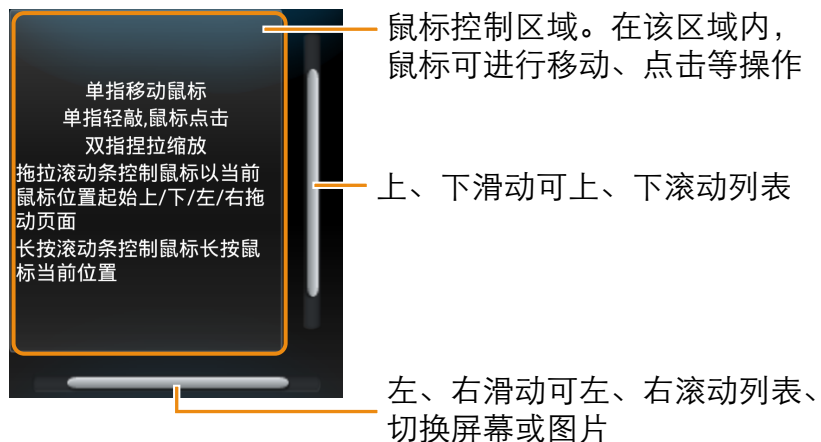 鼠标控制区域。在该区域内，
鼠标可进行移动、点击等操作
单指移动鼠标
单指轻敲,鼠标点击
双指捏拉缩放
拖拉滚动条控制鼠标以当前
鼠标位置起始上/下/左/右拖
动页面
长按滚动条控制鼠标长按鼠
标当前位置
上、下滑动可上、下滚动列表
左、右滑动可左、右滚动列表、
切换屏幕或图片